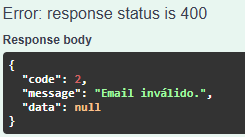 Error: response status is 400
Response body
{
"code": 2,
"message": "Email inválido.",
"data": null
}